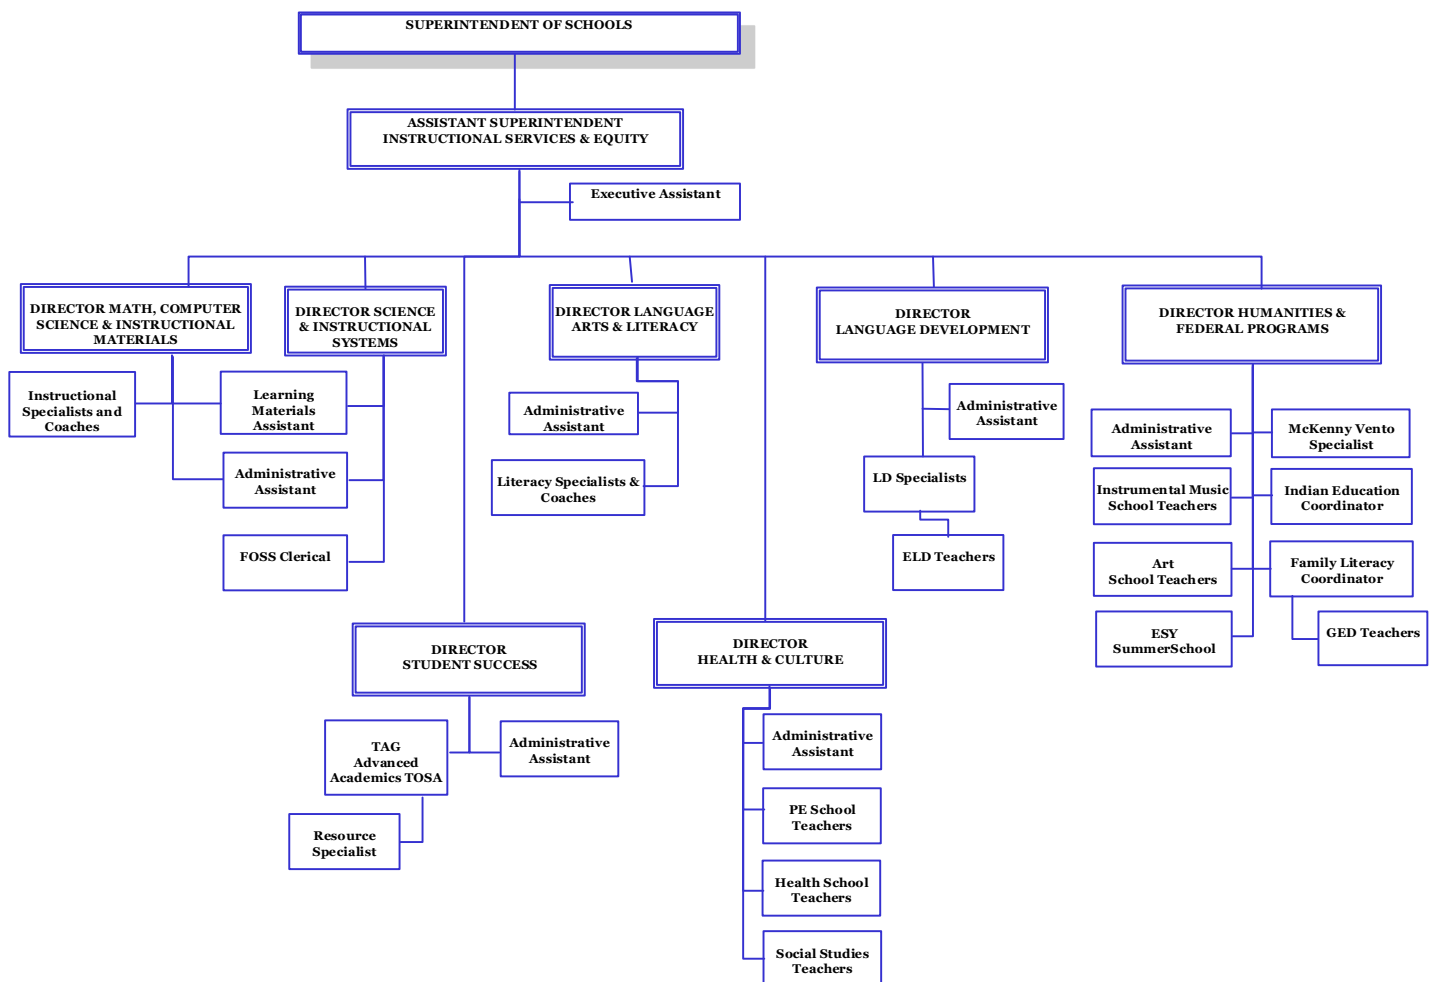 SUPERINTENDENT OF SCHOOLS
ASSISTANT SUPERINTENDENT
INSTRUCTIONAL SERVICES & EQUITY
Executive Assistant
DIRECTOR MATH, COMPUTER
SCIENCE & INSTRUCTIONAL
MATERIALS
DIRECTOR SCIENCE
& INSTRUCTIONAL
SYSTEMS
DIRECTOR LANGUAGE
ARTS & LITERACY
DIRECTOR
LANGUAGE DEVELOPMENT
DIRECTOR HUMANITIES &
FEDERAL PROGRAMS
Instructional
Specialists and
Coaches
Learning
Materials
Assistant
Administrative
Assistant
FOSS Clerical
Administrative
Assistant
Literacy Specialists &
Coaches
Administrative
Assistant
LD Specialists
ELD Teachers
Administrative
Assistant
McKenny Vento
Specialist
Instrumental Music
School Teachers
Indian Education
Coordinator
Art
School Teachers
Family Literacy
Coordinator
ESY
SummerSchool
GED Teachers
DIRECTOR
STUDENT SUCCESS
TAG
Advanced
Academics TOSA
Administrative
Assistant
Resource
Specialist
DIRECTOR
HEALTH & CULTURE
Administrative
Assistant
PE School
Teachers
Health School
Teachers
Social Studies
Teachers